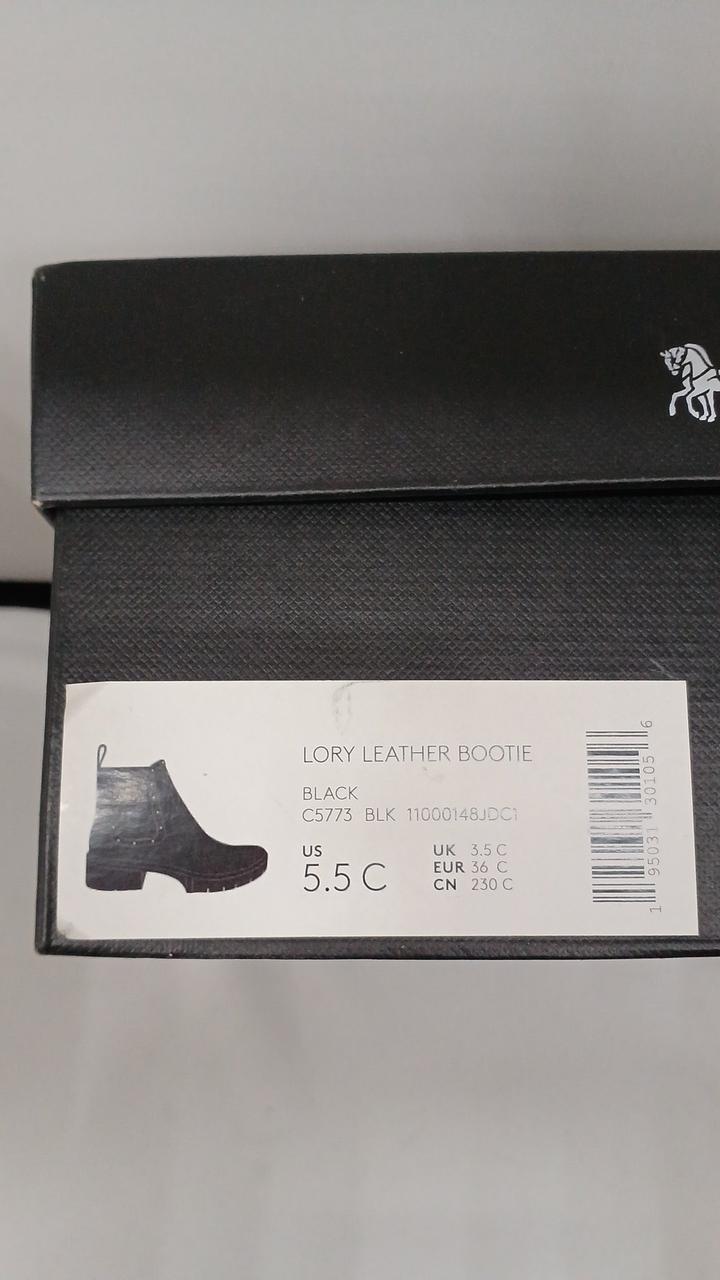 LORY LEATHER BOOTIE
BLACK
C5773 BLK 11000148JDC1
US
5.5 C
UK 3.5 C
EUR 36 C
CN 230 C
1 95031 30105 6